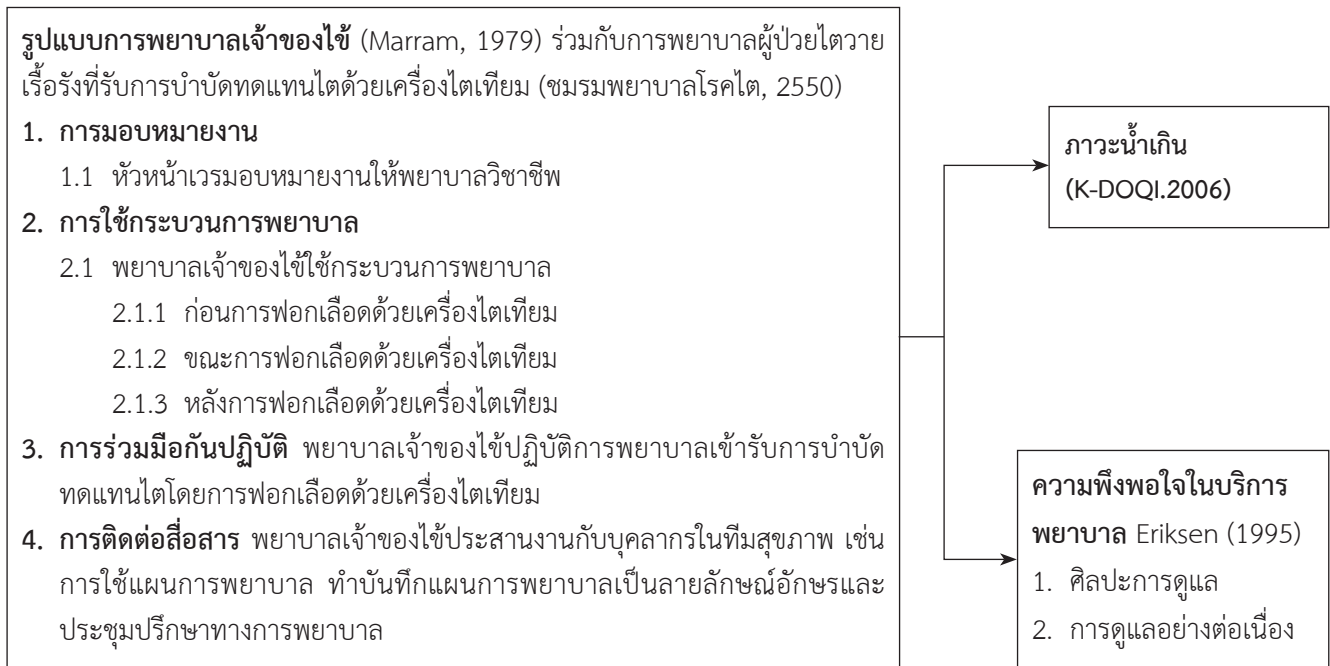 รูปแบบการพยาบาลเจ้าของไข้ (Marram, 1979) ร่วมกับการพยาบาลผู้ป่วยไตวาย
เรื้อรังที่รับการบำบัดทดแทนไตด้วยเครื่องไตเทียม (ชมรมพยาบาลโรคไต, 2550)
1. การมอบหมายงาน
1.1 หัวหน้าเวรมอบหมายงานให้พยาบาลวิชาชีพ
2. การใช้กระบวนการพยาบาล
2.1 พยาบาลเจ้าของไข้ใช้กระบวนการพยาบาล
2.1.1 ก่อนการฟอกเลือดด้วยเครื่องไตเทียม
2.1.2 ขณะการฟอกเลือดด้วยเครื่องไตเทียม
2.1.3 หลังการฟอกเลือดด้วยเครื่องไตเทียม
3. การร่วมมือกันปฏิบัติ พยาบาลเจ้าของไข้ปฏิบัติการพยาบาลเข้ารับการบำบัด
ทดแทนไตโดยการฟอกเลือดด้วยเครื่องไตเทียม
4. การติดต่อสื่อสาร พยาบาลเจ้าของไข้ประสานงานกับบุคลากรในทีมสุขภาพ เช่น
การใช้แผนการพยาบาล ทำบันทึกแผนการพยาบาลเป็นลายลักษณ์อักษรและ
ประชุมปรึกษาทางการพยาบาล
ภาวะน้ำเกิน
(K-DOQI.2006)
ความพึงพอใจในบริการ
พยาบาล Eriksen (1995)
1. ศิลปะการดูแล
2. การดูแลอย่างต่อเนื่อง